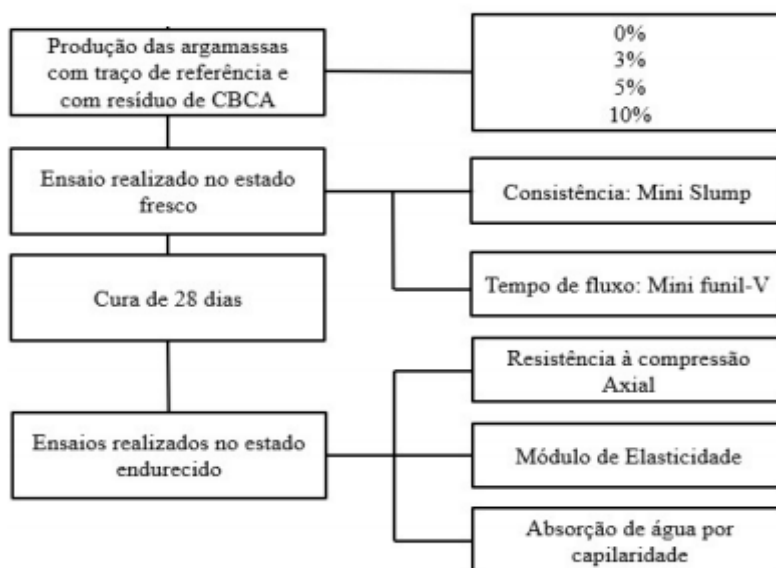 Produção das argamassas
com traço de referência e
com resíduo de CBCA
0%
3%
5%
10%
Ensaio realizado no estado
fresco
Consistência: Mini Slump
Tempo de fluxo: Mini funil-V
Cura de 28 dias
Resistência à compressão
Axial
Ensaios realizados no estado
endurecido
Módulo de Elasticidade
Absorção de água por
capilaridade